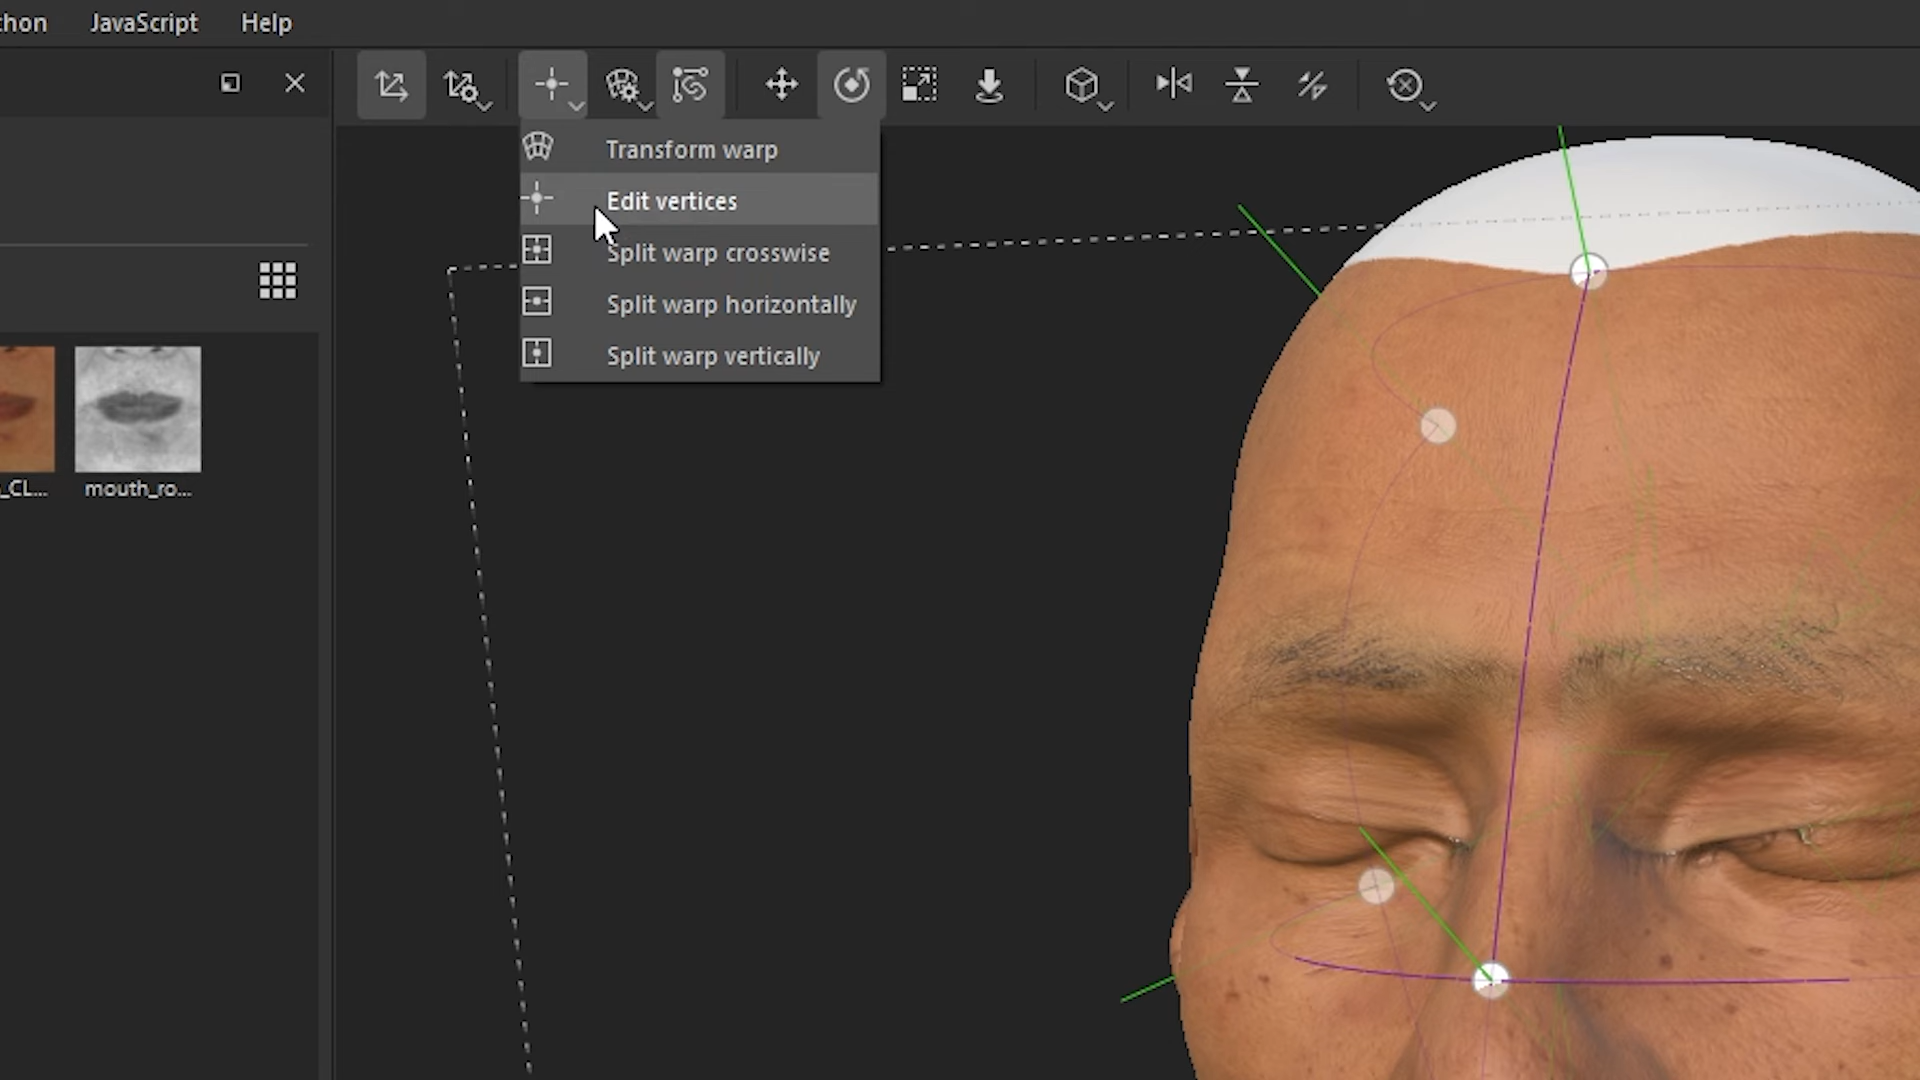 thon JavaScript Help
Transform warp
Edit vertices
Split warp crosswise
Split warp horizontally
Split warp vertically
_CL... mouth_ro...